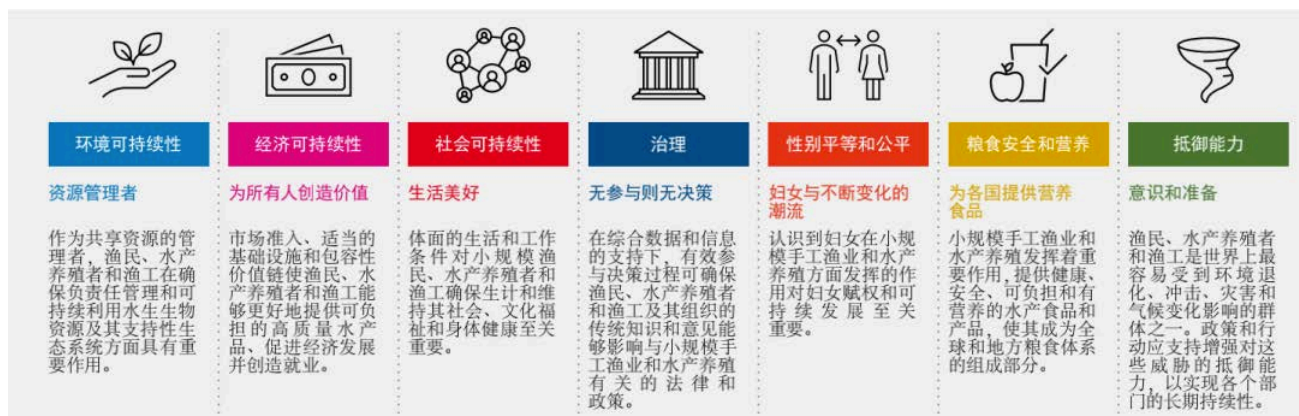 环境可持续性
资源管理者
作为共享资源的管
理者，渔民、水产
养殖者和渔工在确
保负责任管理和可
持续利用水生生物
资源及其支持性生
态系统方面具有重
要作用。
经济可持续性
为所有人创造价值
市场准入、适当的
基础设施和包容性
价值链使渔民、水
产养殖者和渔工能
够更好地提供可负
担的高质量水产
品、促进经济发展
并创造就业。
社会可持续性
生活美好
体面的生活和工作
条件对小规模渔
民、水产养殖者和
渔工确保生计和维
持其社会、文化福
祉和身体健康至关
重要。
治理
无参与则无决策
在综合数据和信息
的支持下，有效参
与决策过程可确保
渔民、水产养殖者
和渔工及其组织的
传统知识和意见能
够影响与小规模手
工渔业和水产养殖
有关的法律和
政策。
性别平等和公平
妇女与不断变化的
潮流
认识到妇女在小规
模手工渔业和水产
养殖方面发挥的作
用对妇女赋权和可
持续发展至关
重要。
粮食安全和营养
为各国提供营养
食品
小规模手工渔业和
水产养殖发挥着重
要作用，提供健康、
安全、可负担和有
营养的水产食品和
产品，使其成为全
球和地方粮食体系
的组成部分。
抵御能力
意识和准备
渔民、水产养殖者
和渔工是世界上最
容易受到环境退
化、冲击、灾害和
气候变化影响的群
体之一。政策和行
动应支持增强对这
些威胁的抵御能
力，以实现各个部
门的长期持续性。